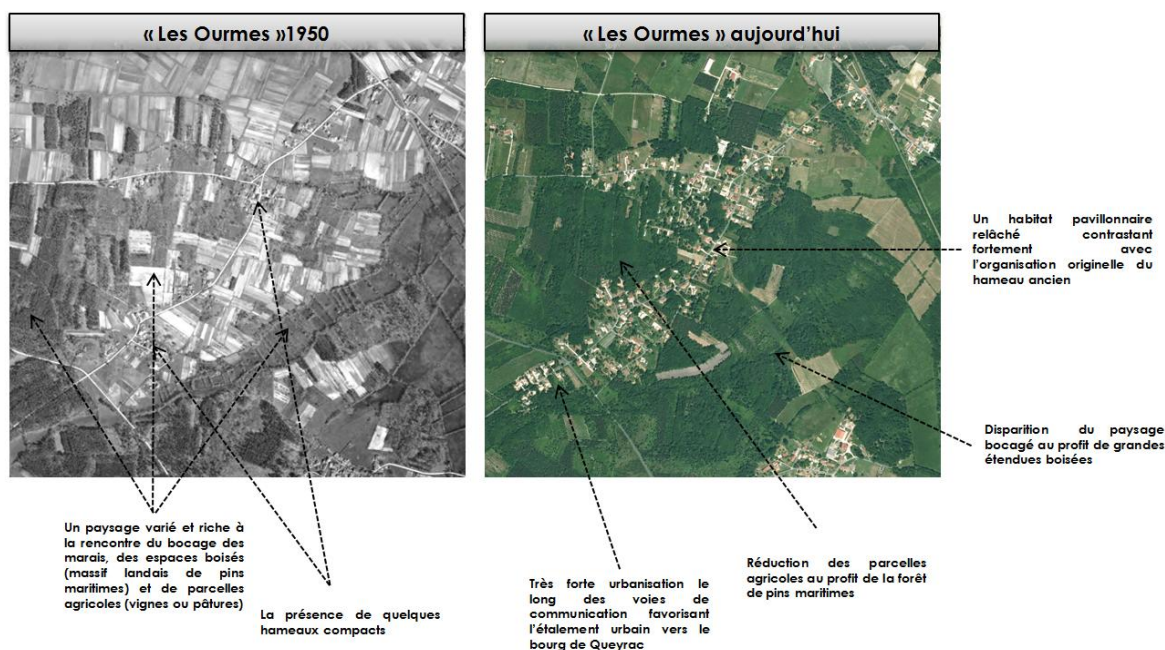 « Les Ourmes »1950
« Les Ourmes » aujourd’hui
Un habitat pavillonnaire
relâché contrastant
fortement avec
l’organisation originelle du
hameau ancien
Disparition du paysage
bocagé au profit de grandes
étendues boisées
Un paysage varié et riche à
la rencontre du bocage des
marais, des espaces boisés
(massif landais de pins
maritimes) et de parcelles
agricoles (vignes ou pâtures)
La présence de quelques
hameaux compacts
Très forte urbanisation le
long des voies de
communication favorisant
l’étalement urbain vers le
bourg de Queyrac
Réduction des parcelles
agricoles au profit de la forêt
de pins maritimes